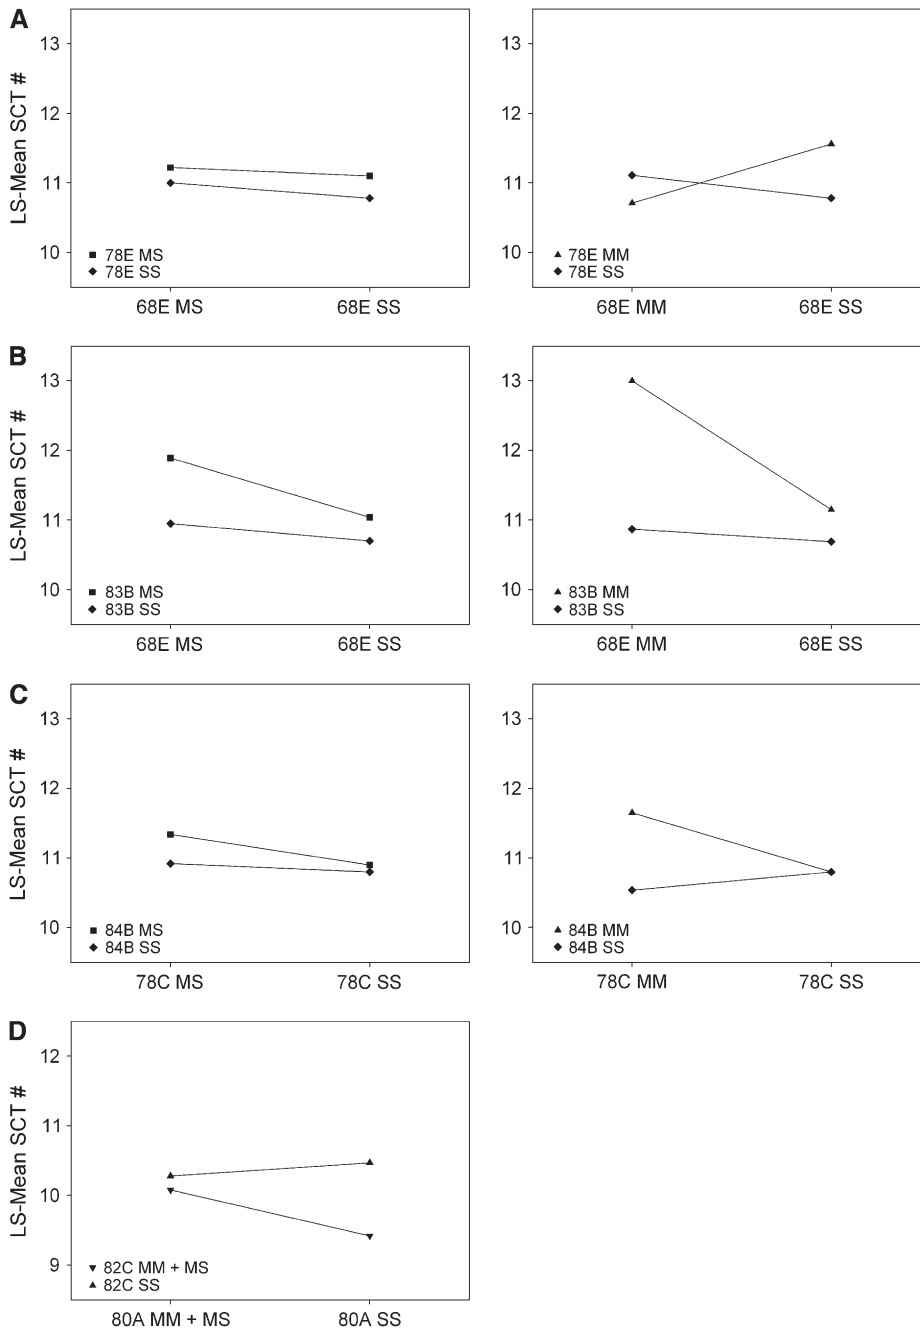 A
LS-Mean SCT #
13
12
11
10
78E MS
78E SS
68E MS 68E SS
13
12
11
10
78E MM
78E SS
68E MM 68E SS
B
LS-Mean SCT #
13
12
11
10
83B MS
83B SS
68E MS 68E SS
13
12
11
10
83B MM
83B SS
68E MM 68E SS
C
LS-Mean SCT #
13
12
11
10
84B MS
84B SS
78C MS 78C SS
13
12
11
10
84B MM
84B SS
78C MM 78C SS
D
LS-Mean SCT #
12
11
10
9
82C MM + MS
82C SS
80A MM + MS 80A SS